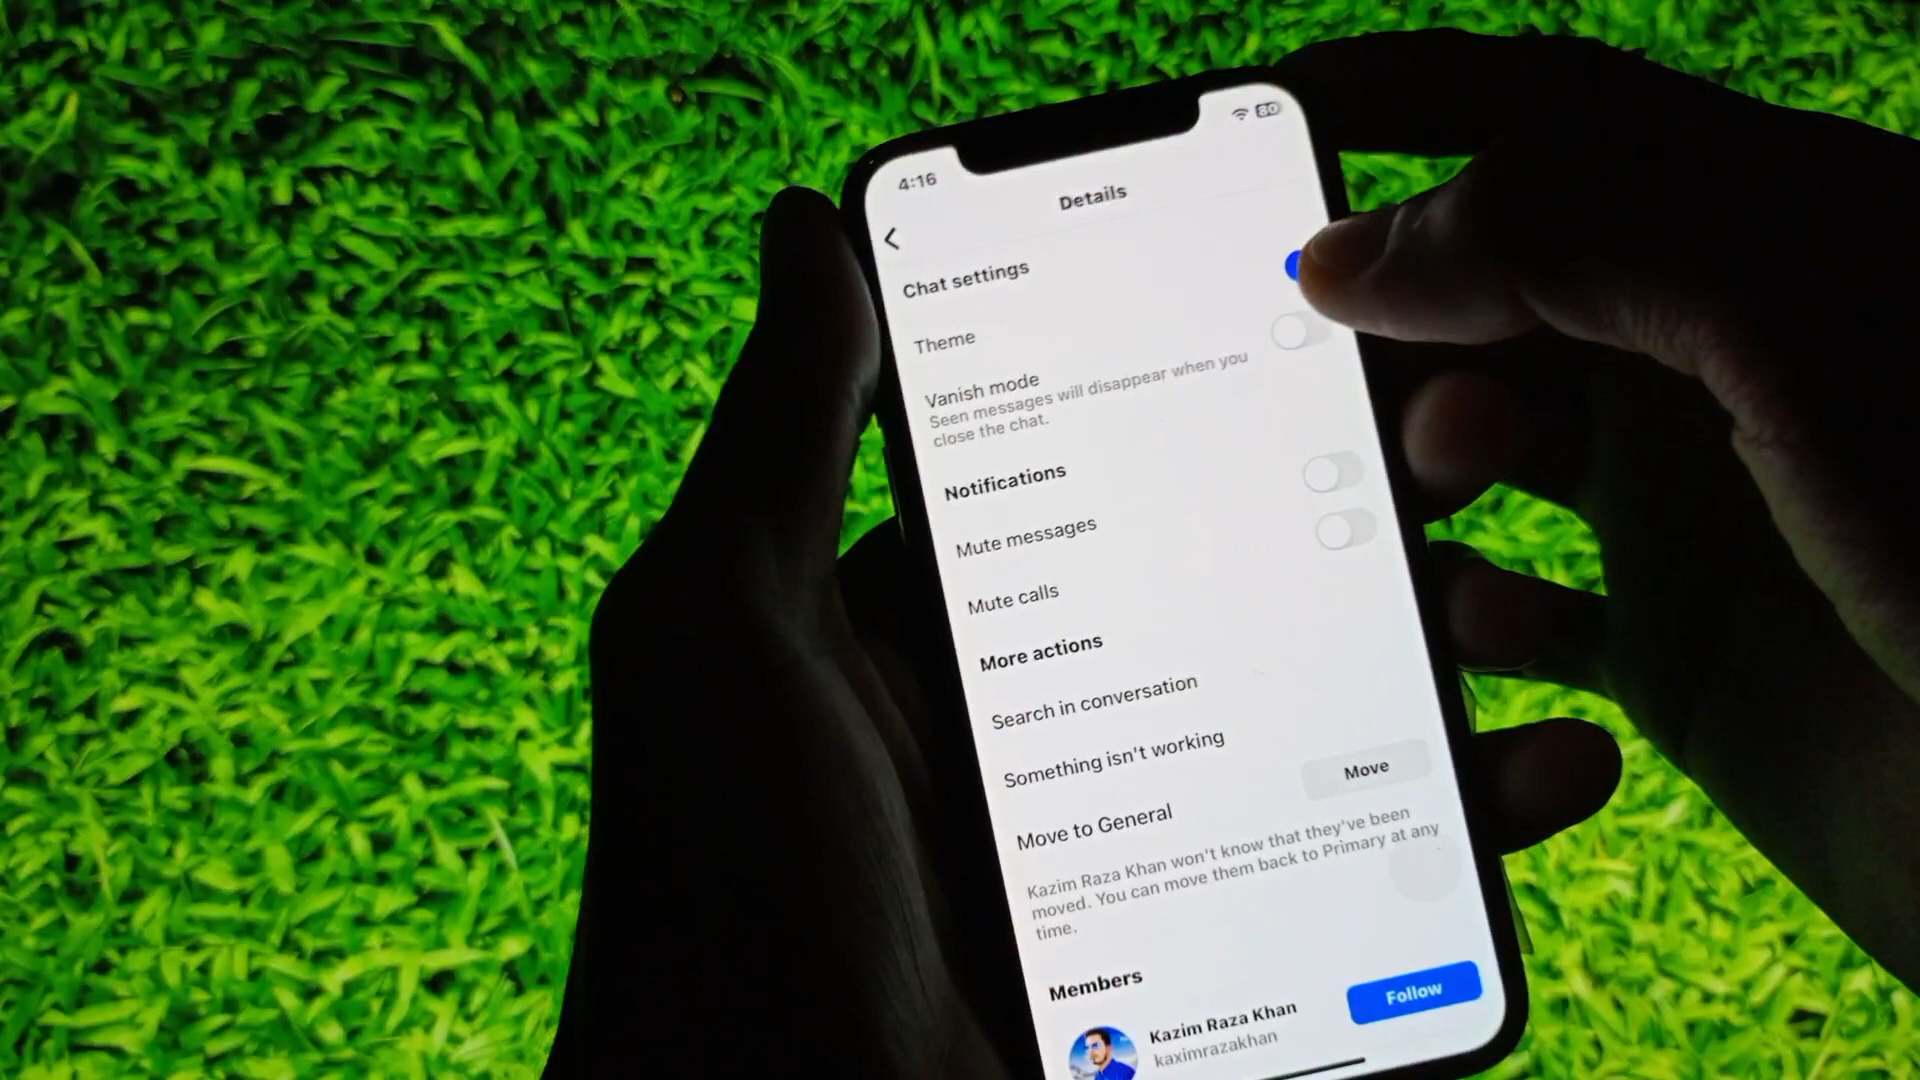 4:16
80
Details
Chat settings
Theme
Vanish mode
Seen messages will disappear when you
close the chat.
Notifications
Mute messages
Mute calls
More actions
Search in conversation
Something isn't working
Move to General
Move
Kazim Raza Khan won't know that they've been
moved. You can move them back to Primary at any
time.
Members
Kazim Raza Khan
kaximrazakhan
Follow